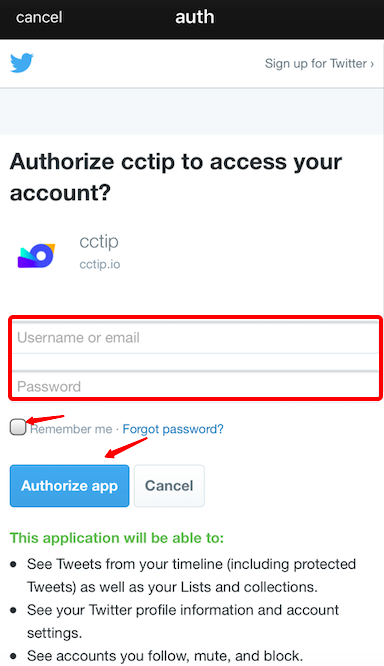 cancel auth
Sign up for Twitter ›
Authorize cctip to access your
account?
cctip
cctip.io
Username or email
Password
Remember me · Forgot password?
Authorize app Cancel
This application will be able to:
• See Tweets from your timeline (including protected
Tweets) as well as your Lists and collections.
• See your Twitter profile information and account
settings.
• See accounts you follow, mute, and block.